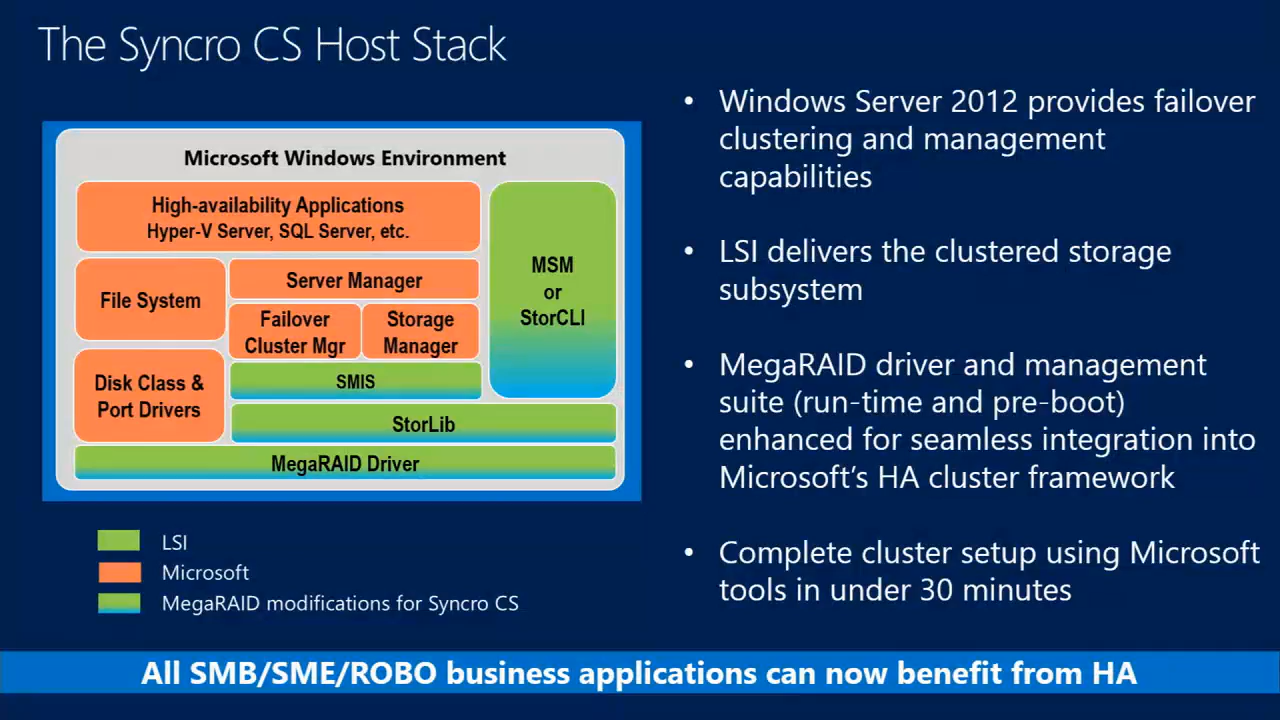 The Syncro CS Host Stack
Microsoft Windows Environment
High-availability Applications
Hyper-V Server, SQL Server, etc.
MSM
or
StorCLI
File System
Server Manager
Failover
Cluster Mgr
Storage
Manager
Disk Class &
Port Drivers
SMIS
StorLib
MegaRAID Driver
LSI
Microsoft
MegaRAID modifications for Syncro CS
• Windows Server 2012 provides failover
clustering and management
capabilities
• LSI delivers the clustered storage
subsystem
• MegaRAID driver and management
suite (run-time and pre-boot)
enhanced for seamless integration into
Microsoft’s HA cluster framework
• Complete cluster setup using Microsoft
tools in under 30 minutes
All SMB/SME/ROBO business applications can now benefit from HA